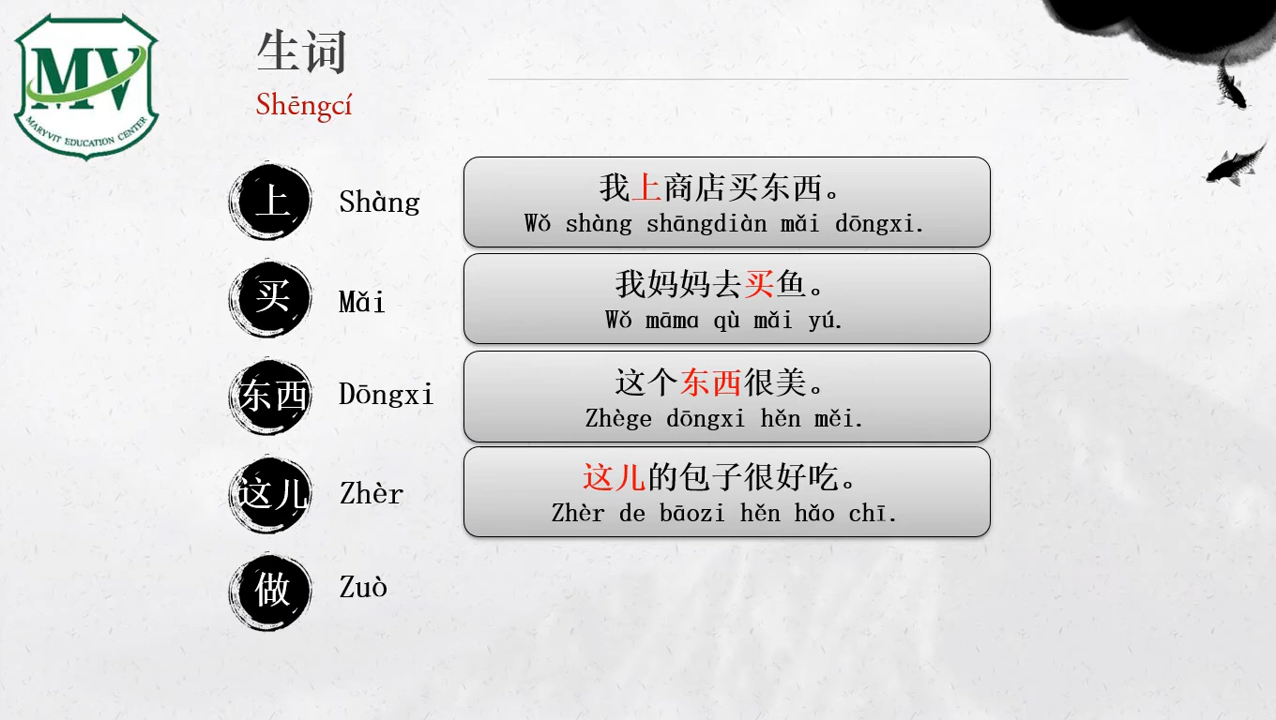 MV
MARYVIT EDUCATION CENTER
生词
Shēngcí
上 Shàng
我上商店买东西。
Wǒ shàng shāngdiàn mǎi dōngxi.
买 Mǎi
我妈妈去买鱼。
Wǒ māma qù mǎi yú.
东西 Dōngxi
这个东西很美。
Zhège dōngxi hěn měi.
这儿 Zhèr
这儿的包子很好吃。
Zhèr de bāozi hěn hǎo chī.
做 Zuò